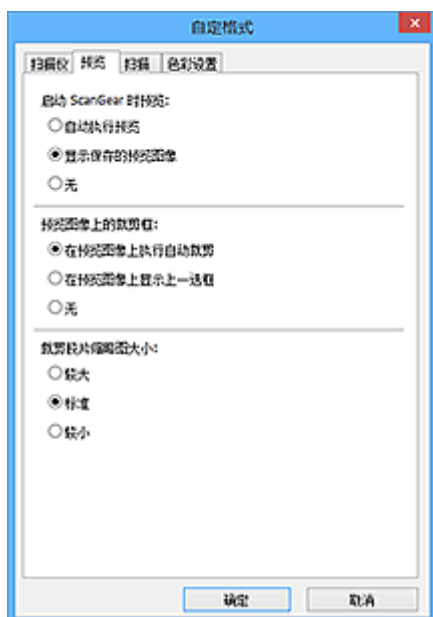 自定格式
扫描仪 预览 扫描 色彩设置
启动 ScanGear 时预览:
自动执行预览
显示保存的预览图像
无
预览图像上的裁剪框:
在预览图像上执行自动裁剪
在预览图像上显示上一选框
无
裁剪胶片缩略图大小:
较大
标准
较小
确定 取消